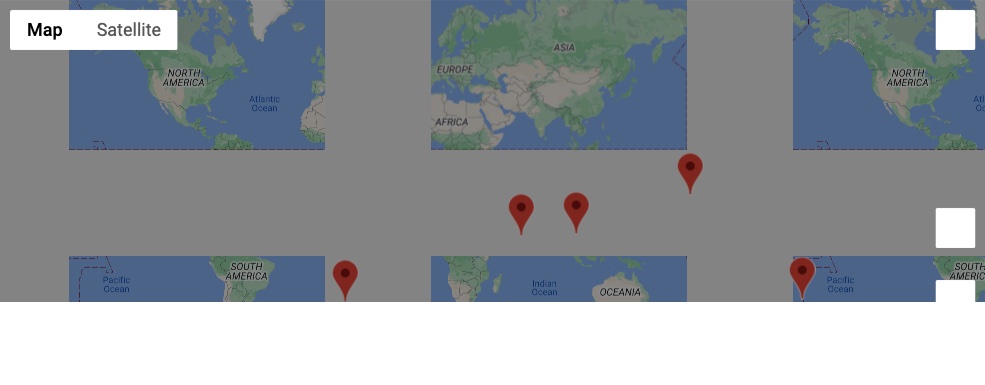 Map
Satellite
NORTH
AMERICA
Atlantic
Ocean
ASIA
EUROPE
AFRICA
NORTH
AMERICA
Pacific
Ocean
SOUTH
AMERICA
Indian
Ocean
OCEANIA
Pacific
Ocean